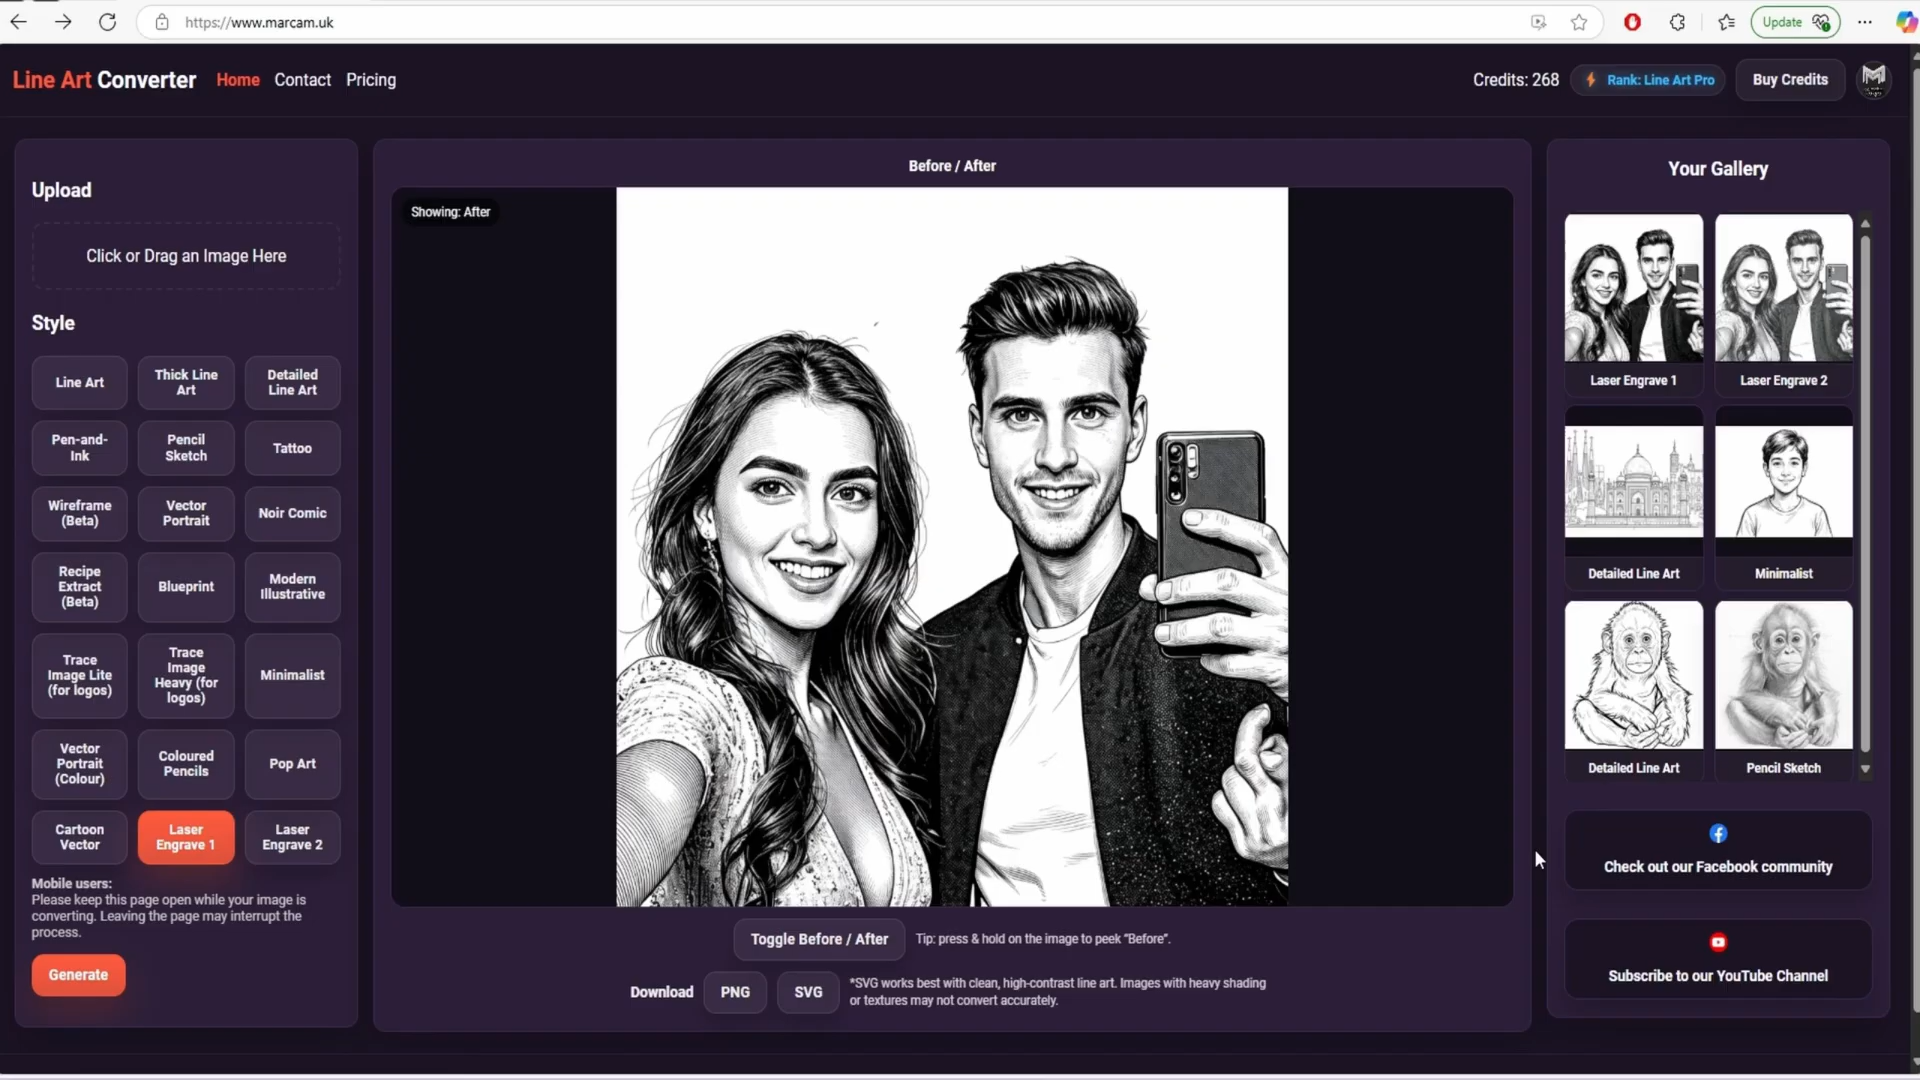 https://www.marcam.uk
Update
Line Art Converter
Home
Contact
Pricing
Credits: 268
Rank: Line Art Pro
Buy Credits
Upload
Click or Drag an Image Here
Style
Line Art
Thick Line
Art
Detailed
Line Art
Pen-and-
Ink
Pencil
Sketch
Tattoo
Wireframe
(Beta)
Vector
Portrait
Noir Comic
Recipe
Extract
(Beta)
Blueprint
Modern
Illustrative
Trace
Image Lite
(for logos)
Trace
Image
Heavy (for
logos)
Minimalist
Vector
Portrait
(Colour)
Coloured
Pencils
Pop Art
Cartoon
Vector
Laser
Engrave 1
Laser
Engrave 2
Mobile users:
Please keep this page open while your image is
converting. Leaving the page may interrupt the
process.
Generate
Before / After
Showing: After
Toggle Before / After
Tip: press & hold on the image to peek “Before”.
Download
PNG
SVG
*SVG works best with clean, high-contrast line art. Images with heavy shading
or textures may not convert accurately.
Your Gallery
Laser Engrave 1
Laser Engrave 2
Detailed Line Art
Minimalist
Detailed Line Art
Pencil Sketch
Check out our Facebook community
Subscribe to our YouTube Channel